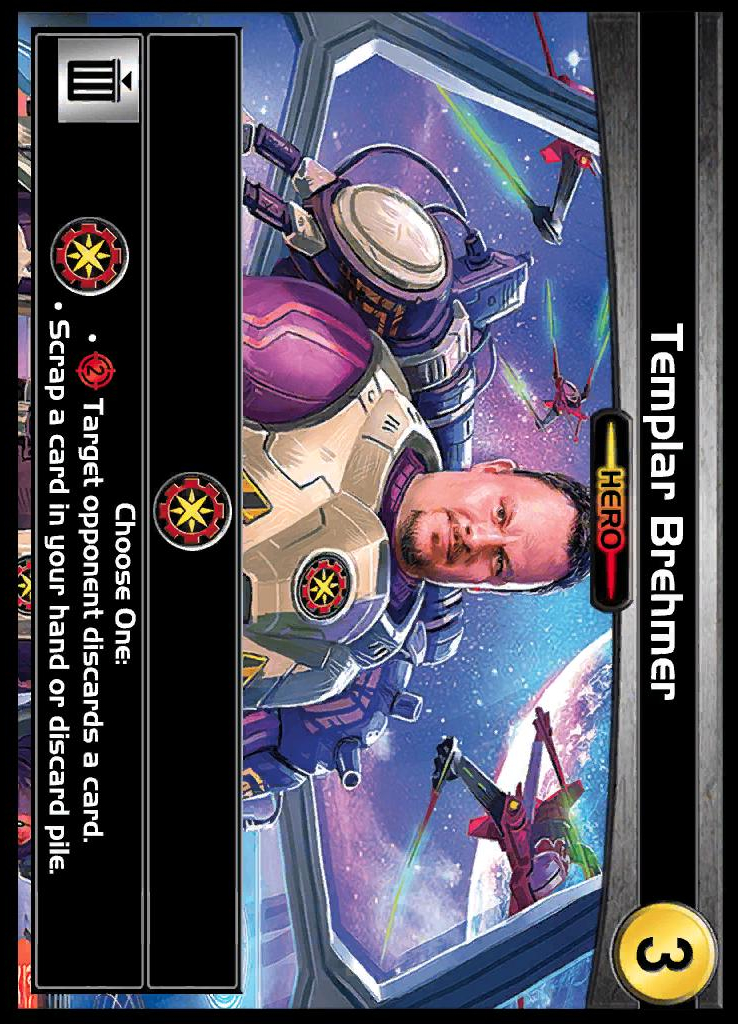 Templar Brehmer
3
HERO
Choose One:
• 2 Target opponent discards a card.
• Scrap a card in your hand or discard pile.